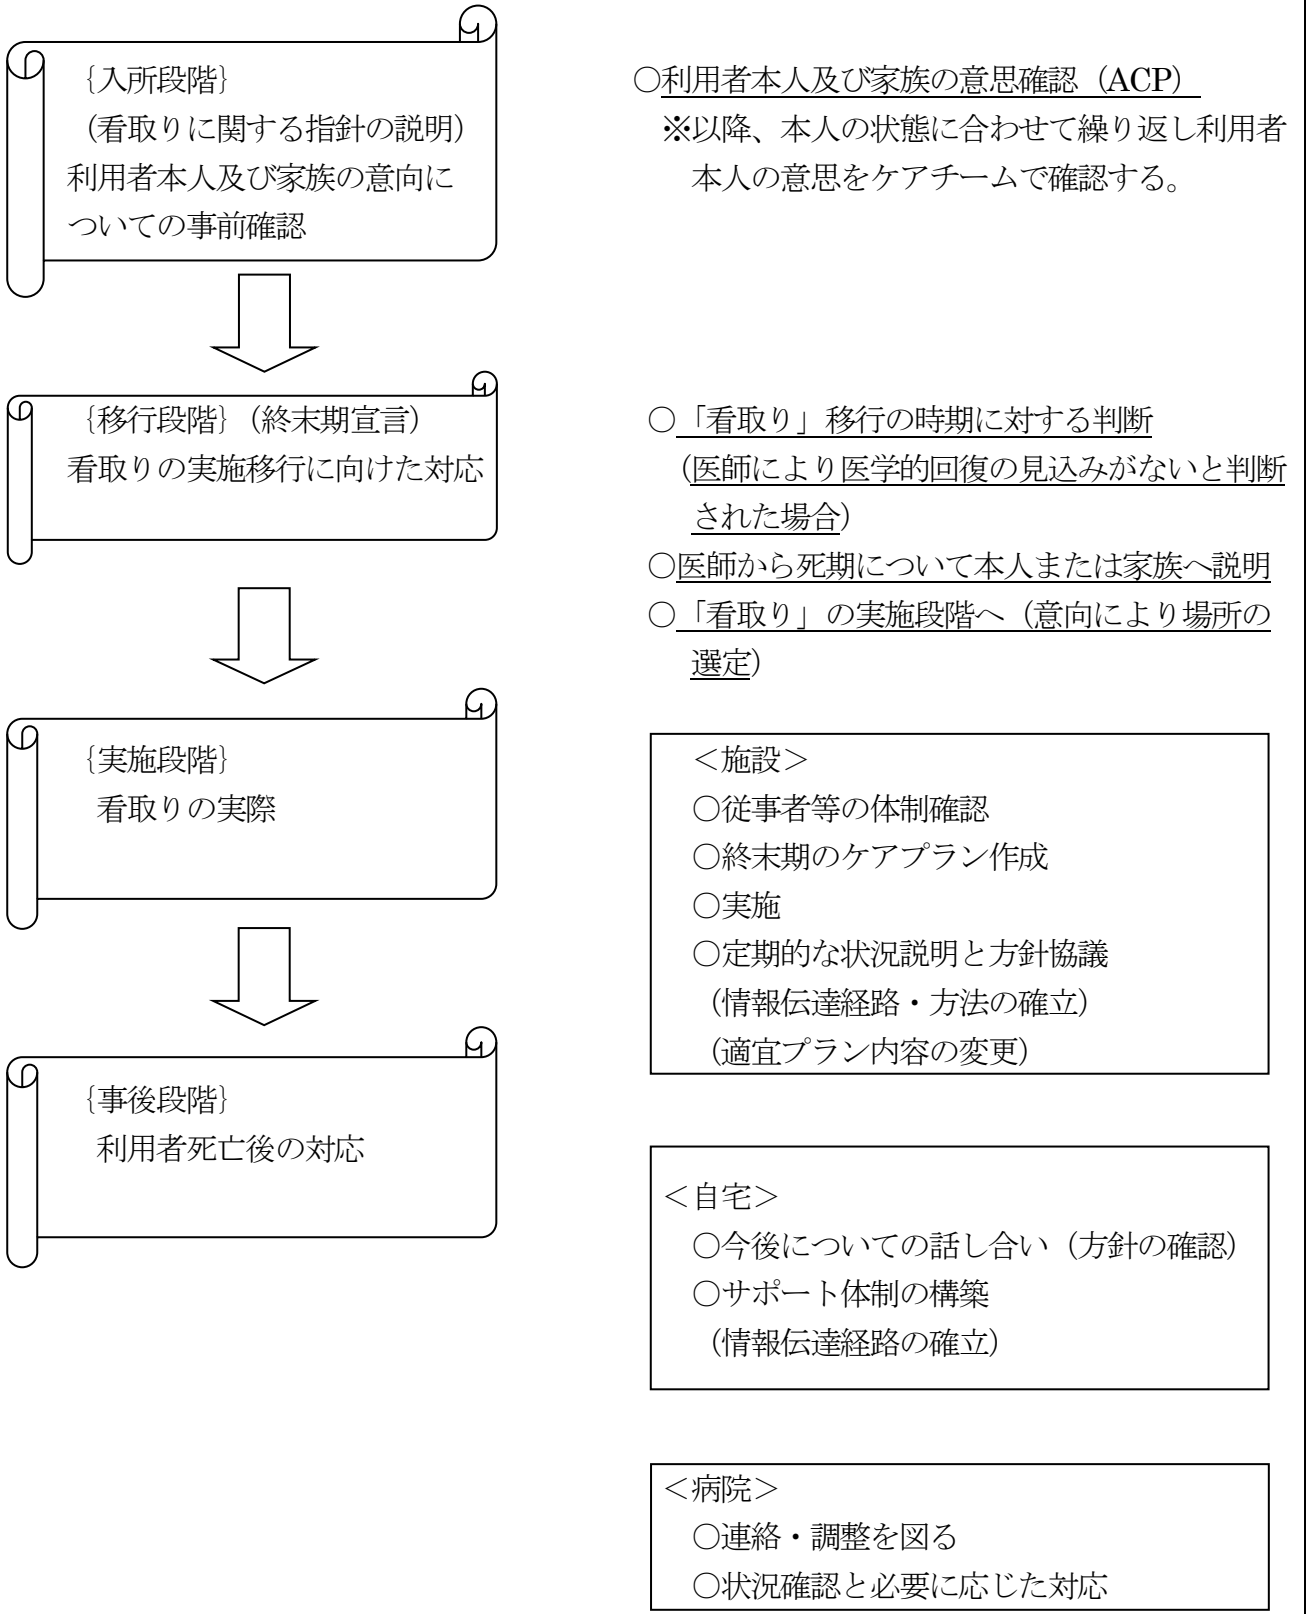 {入所段階}
(看取りに関する指針の説明)
利用者本人及び家族の意向に
ついての事前確認
○利用者本人及び家族の意思確認（ACP）
※以降、本人の状態に合わせて繰り返し利用者
本人の意思をケアチームで確認する。
{移行段階}（終末期宣言）
看取りの実施移行に向けた対応
○「看取り」移行の時期に対する判断
（医師により医学的回復の見込みがないと判断
された場合）
○医師から死期について本人または家族へ説明
○「看取り」の実施段階へ（意向により場所の
選定）
{実施段階}
看取りの実際
＜施設＞
○従事者等の体制確認
○終末期のケアプラン作成
○実施
○定期的な状況説明と方針協議
（情報伝達経路・方法の確立）
（適宜プラン内容の変更）
{事後段階}
利用者死亡後の対応
＜自宅＞
○今後についての話し合い（方針の確認）
○サポート体制の構築
（情報伝達経路の確立）
＜病院＞
○連絡・調整を図る
○状況確認と必要に応じた対応